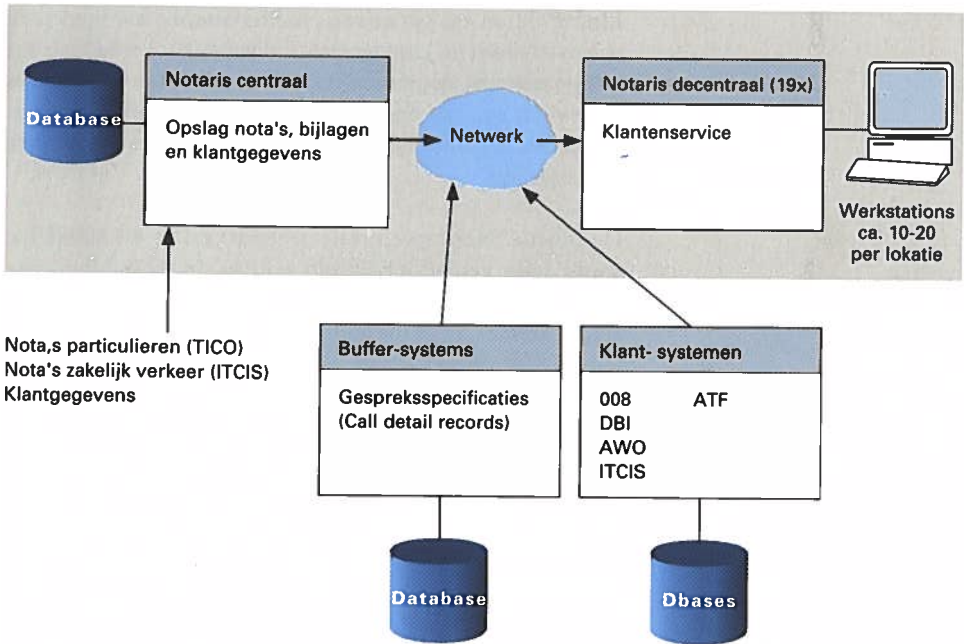 Database
Notaris centraal
Opslag nota's, bijlagen
en klantgegevens
Netwerk
Notaris decentraal (19x)
Klantenservice
Werkstations
ca. 10-20
per lokatie
Nota,s particulieren (TICO)
Nota's zakelijk verkeer (ITCIS)
Klantgegevens
Buffer-systems
Gespreksspecificaties
(Call detail records)
Database
Klant- systemen
008 ATF
DBI
AWO
ITCIS
Dbases